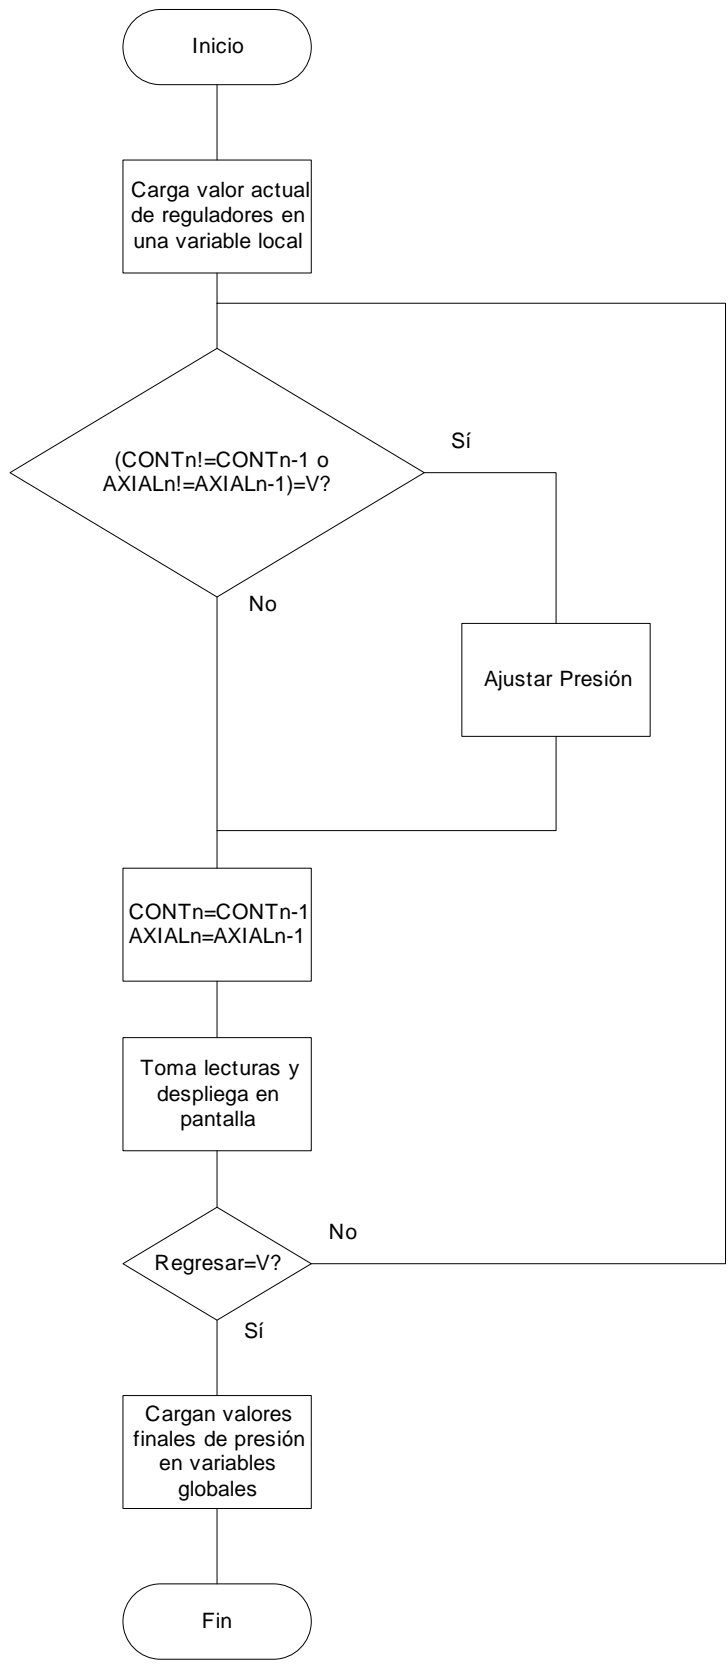 Inicio
Carga valor actual
de reguladores en
una variable local
Sí
(CONTn!=CONTn-1 o
AXIALn!=AXIALn-1)=V?
No
Ajustar Presión
CONTn=CONTn-1
AXIALn=AXIALn-1
Toma lecturas y
despliega en
pantalla
No
Regresar=V?
Sí
Cargan valores
finales de presión
en variables
globales
Fin